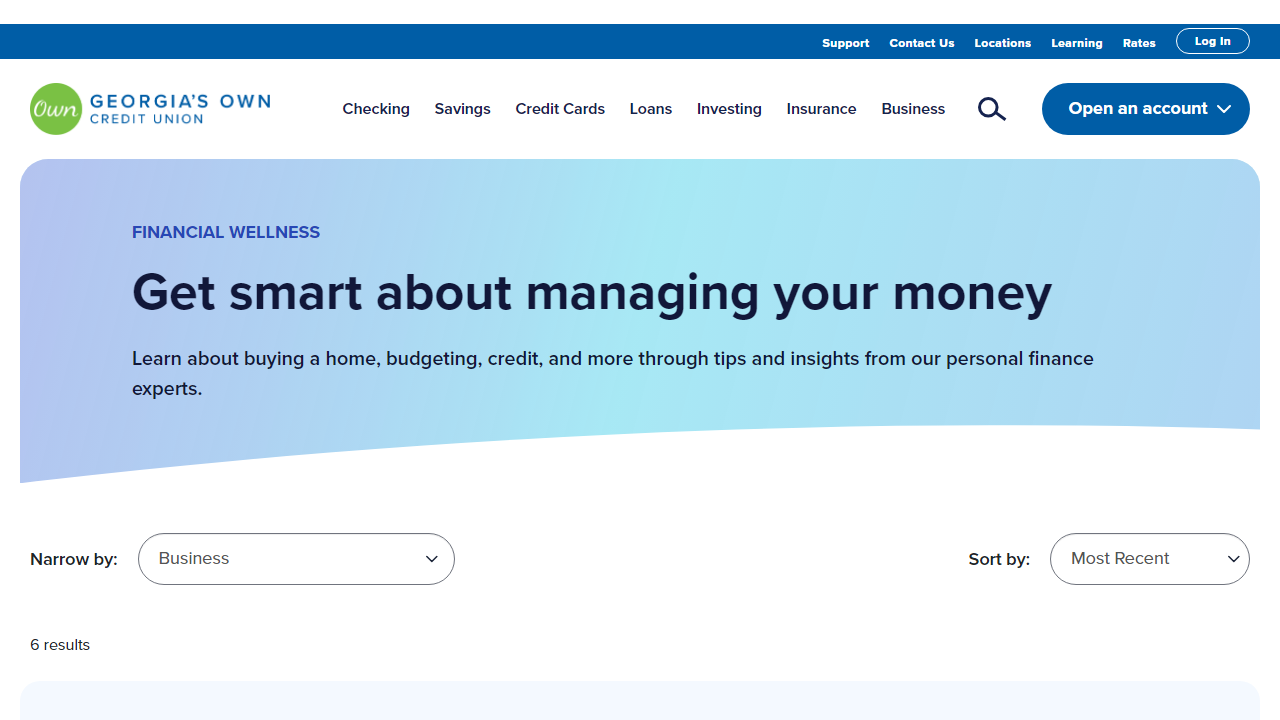 Support Contact Us Locations Learning Rates Log In
Own GEORGIA'S OWN
CREDIT UNION
Checking Savings Credit Cards Loans Investing Insurance Business Open an account
FINANCIAL WELLNESS
Get smart about managing your money
Learn about buying a home, budgeting, credit, and more through tips and insights from our personal finance
experts.
Narrow by: Business Sort by: Most Recent
6 results